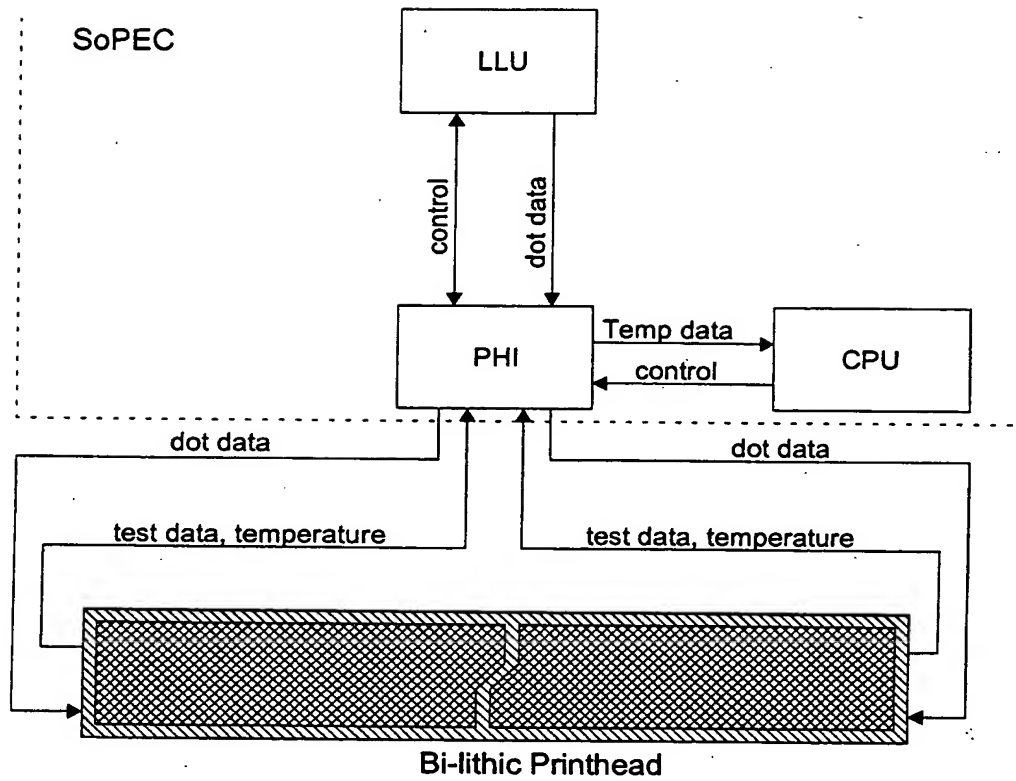 SoPEC
LLU
control
dot data
PHI
Temp data
control
CPU
dot data
dot data
test data, temperature
test data, temperature
Bi-lithic Printhead